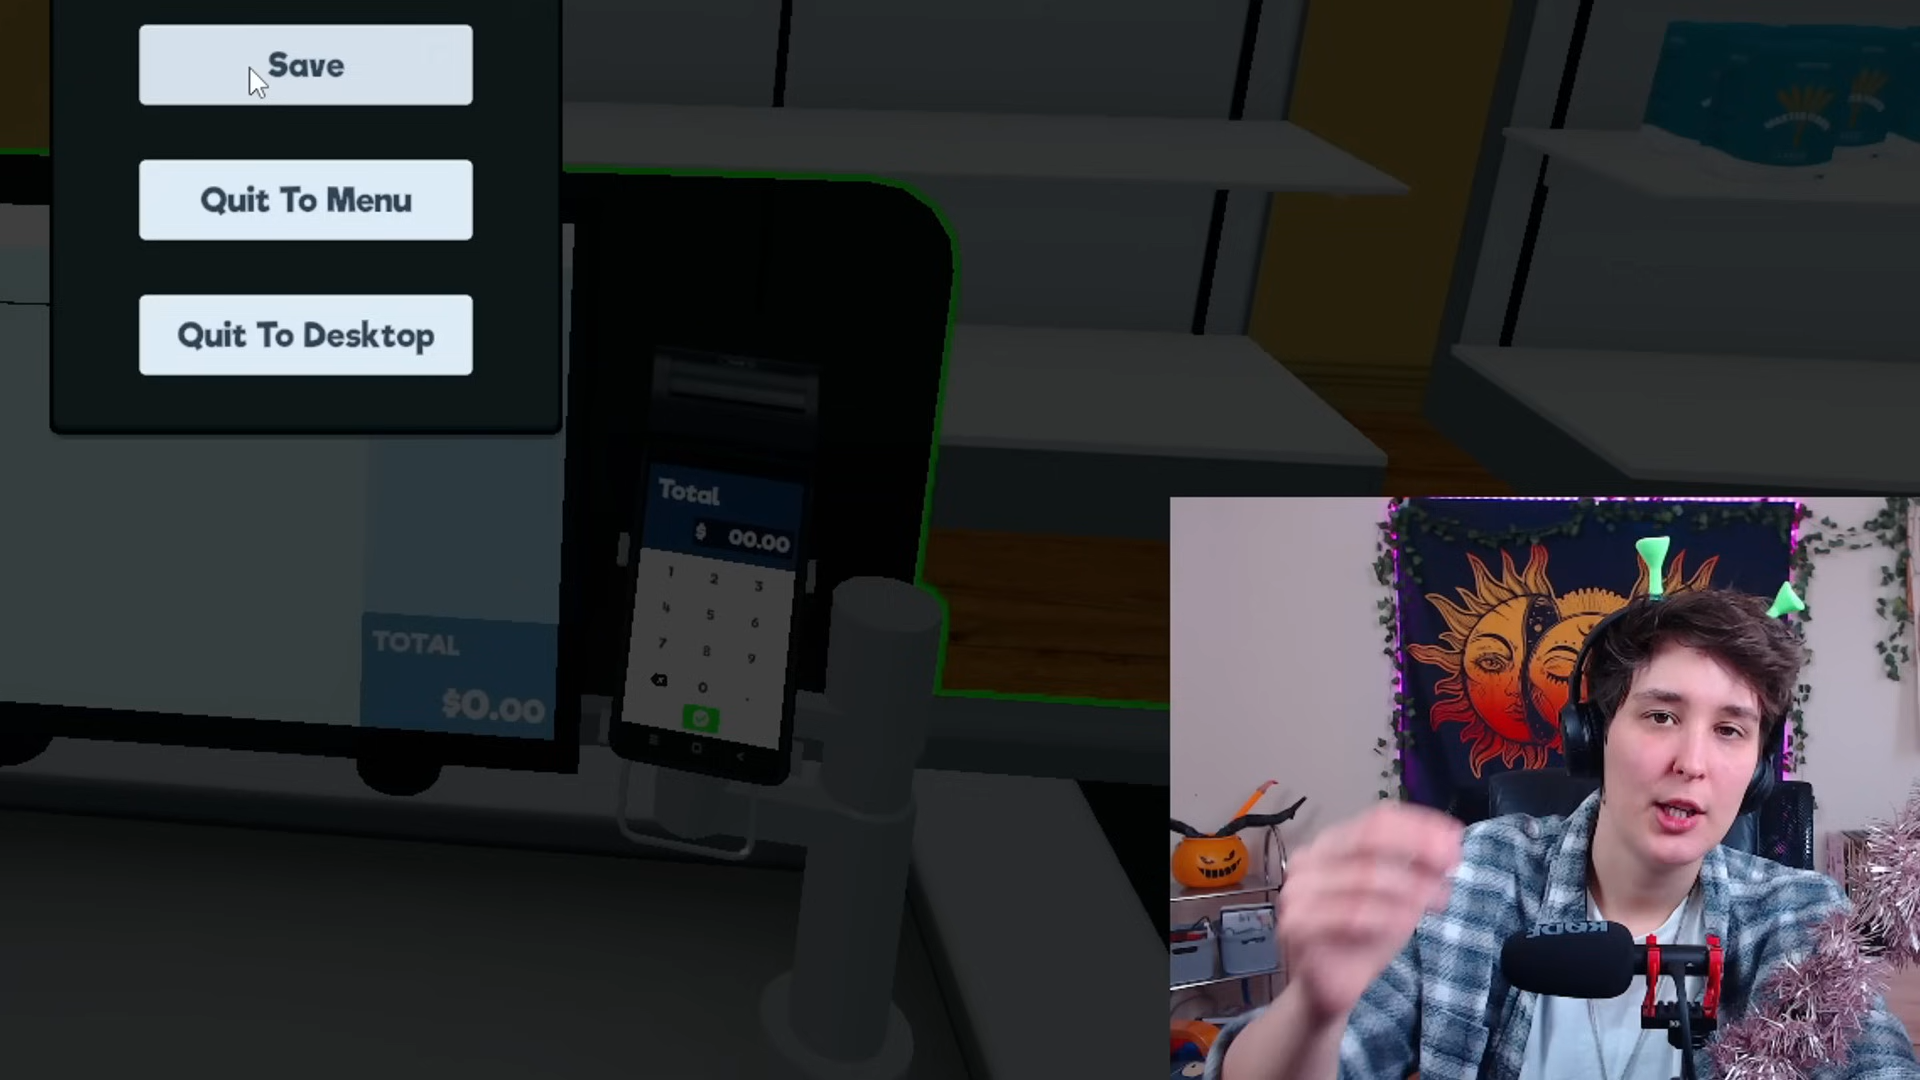 Save
Quit To Menu
Quit To Desktop
Total
$ 00.00
1 2 3
4 5 6
7 8 9
0 .
TOTAL
$0.00
RODE